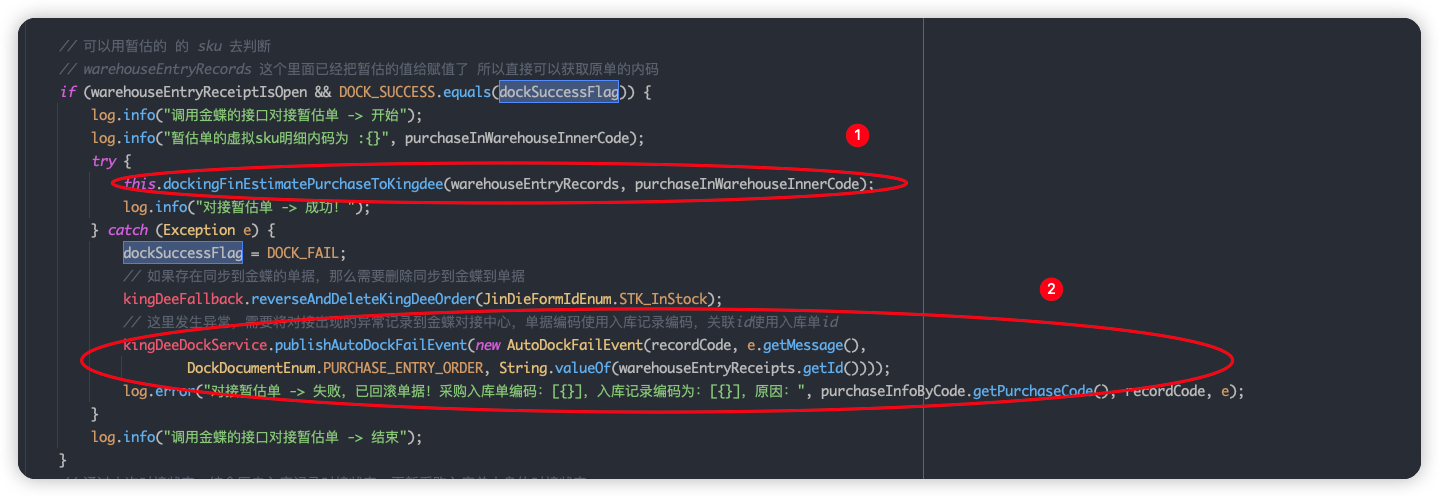 // 可以用暂估的 的 sku 去判断
// warehouseEntryRecords 这个里面已经把暂估的值给赋值了 所以直接可以获取原单的内码
if (warehouseEntryReceiptIsOpen && DOCK_SUCCESS.equals(dockSuccessFlag)) {
log.info("调用金蝶的接口对接暂估单 -> 开始");
log.info("暂估单的虚拟sku明细内码为 :{}", purchaseInWarehouseInnerCode);
1
try {
this.dockingFinEstimatePurchaseToKingdee(warehouseEntryRecords, purchaseInWarehouseInnerCode);
log.info("对接暂估单 -> 成功！");
} catch (Exception e) {
dockSuccessFlag = DOCK_FAIL;
// 如果存在同步到金蝶的单据，那么需要删除同步到金蝶到单据
kingDeeFallback.reverseAndDeleteKingDeeOrder(JinDieFormIdEnum.STK_InStock);
2
// 这里发生异常，需要将对接出现的异常记录到金蝶对接中心，单据编码使用入库记录编码，关联id使用入库单id
kingDeeDockService.publishAutoDockFailEvent(new AutoDockFailEvent(recordCode, e.getMessage(),
DockDocumentEnum.PURCHASE_ENTRY_ORDER, String.valueOf(warehouseEntryReceipts.getId())));
log.error("对接暂估单 -> 失败，已回滚单据！采购入库单编码：[{}]，入库记录编码为：[{}]，原因：", purchaseInfoByCode.getPurchaseCode(), recordCode, e);
}
log.info("调用金蝶的接口对接暂估单 -> 结束");
}